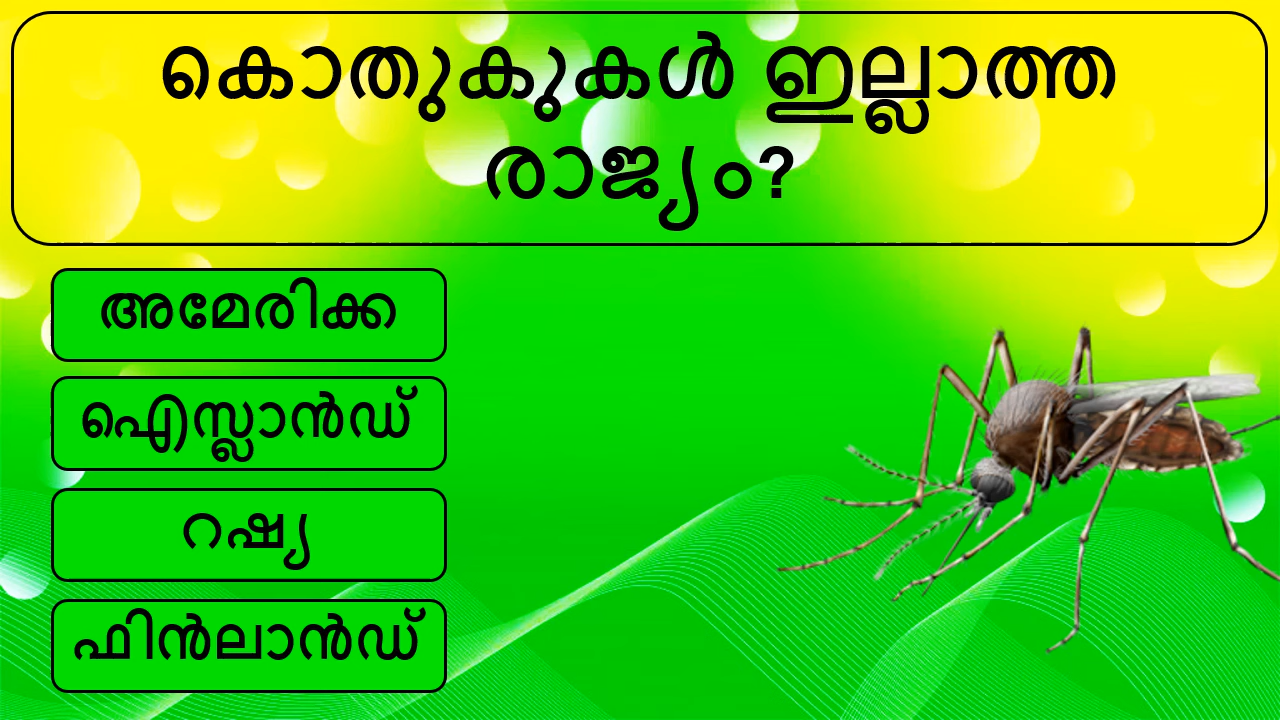 കൊതുകുകൾ ഇല്ലാത്ത
രാജ്യം?
അമേരിക്ക
ഐസ്ലാൻഡ്
റഷ്യ
ഫിൻലാൻഡ്